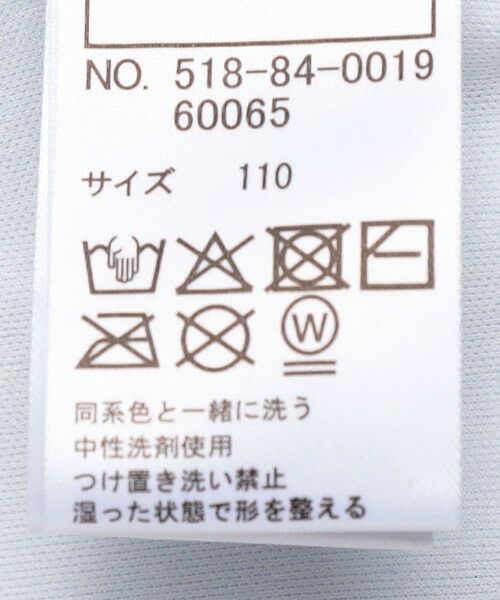 NO. 518-84-0019
60065
サイズ 110
W
同系色と一緒に洗う
中性洗剤使用
つけ置き洗い禁止
湿った状態で形を整える